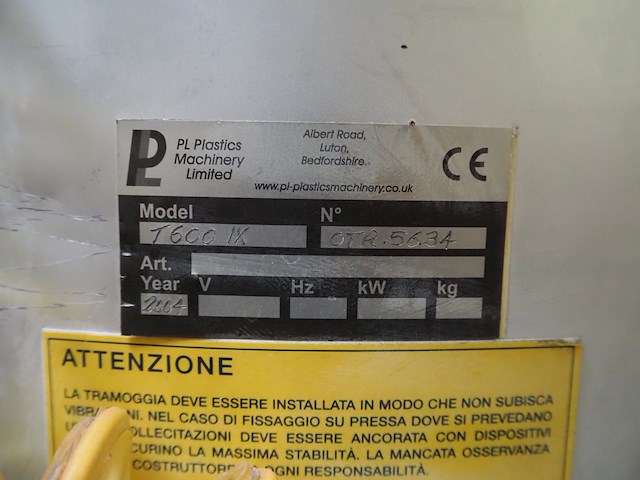 PL
PL Plastics
Machinery
Limited
Albert Road,
Luton,
Bedfordshire.
www.pl-plasticsmachinery.co.uk
CE
Model
N°
T600 IX
OTR.5634
Art.
Year
V
Hz
kW
kg
2004
ATTENZIONE
LA TRAMOGGIA DEVE ESSERE INSTALLATA IN MODO CHE NON SUBISCA
NEL CASO DI FISSAGGIO SU PRESSA DOVE SI PREVEDANO
DEVE ESSERE ANCORATA CON DISPOSITIVI
LA MASSIMA STABILITÀ. LA MANCATA OSSERVANZA
COSTRUTTORE OGNI RESPONSABILITÀ.